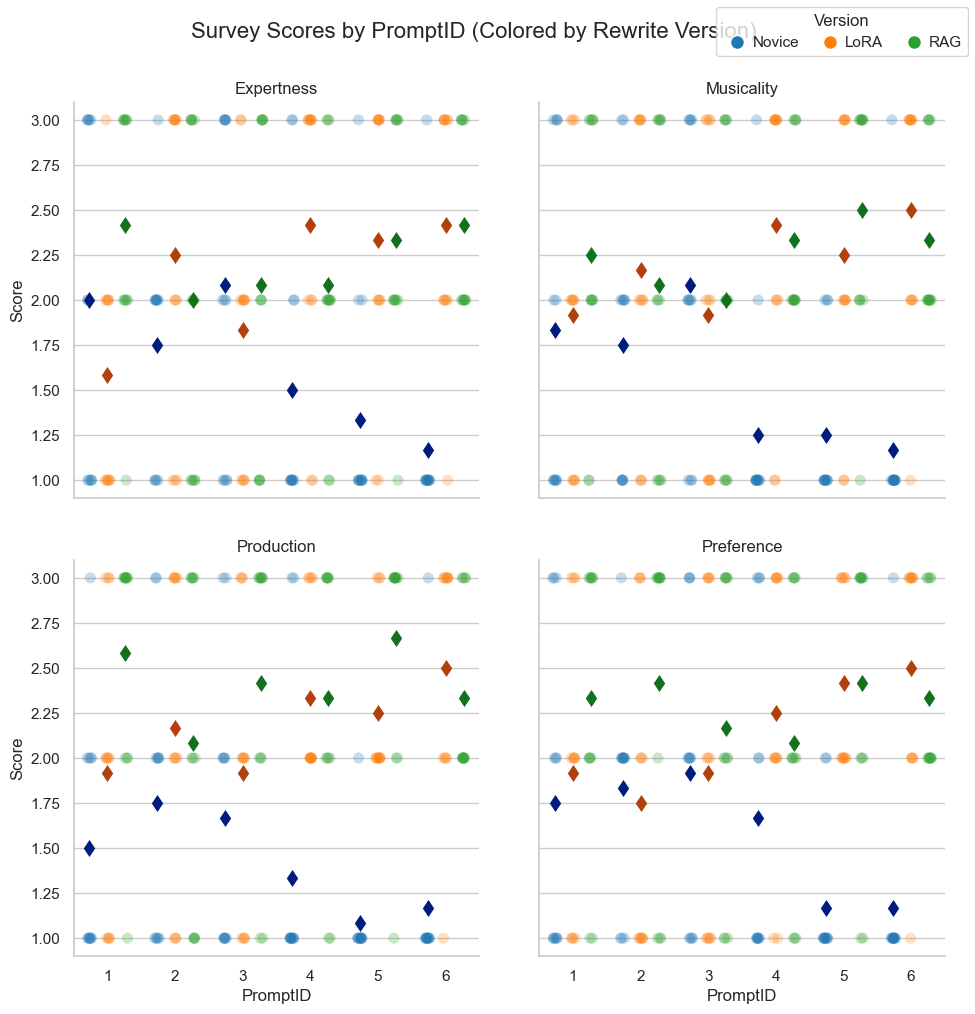 Survey Scores by PromptID (Colored by Rewrite Version)
Version
Novice LoRA RAG
Expertness
Musicality
3.00
2.75
2.50
2.25
2.00
1.75
1.50
1.25
1.00
Score
Production
Preference
3.00
2.75
2.50
2.25
2.00
1.75
1.50
1.25
1.00
Score
1 2 3 4 5 6
PromptID
1 2 3 4 5 6
PromptID